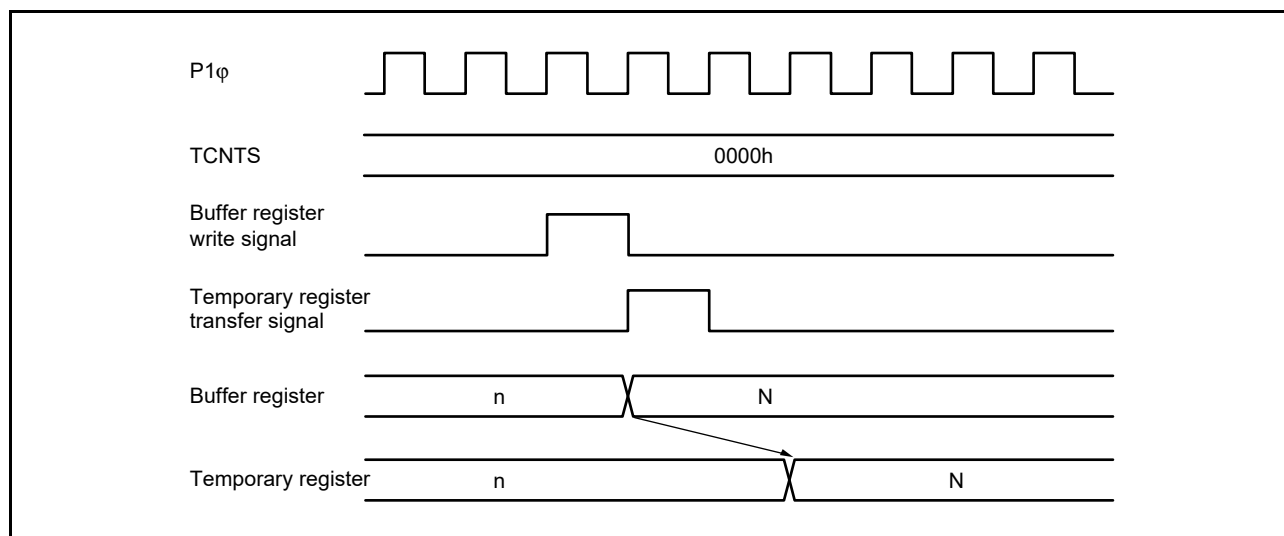 P1φ
TCNTS
0000h
Buffer register
write signal
Temporary register
transfer signal
Buffer register
n
N
Temporary register
n
N